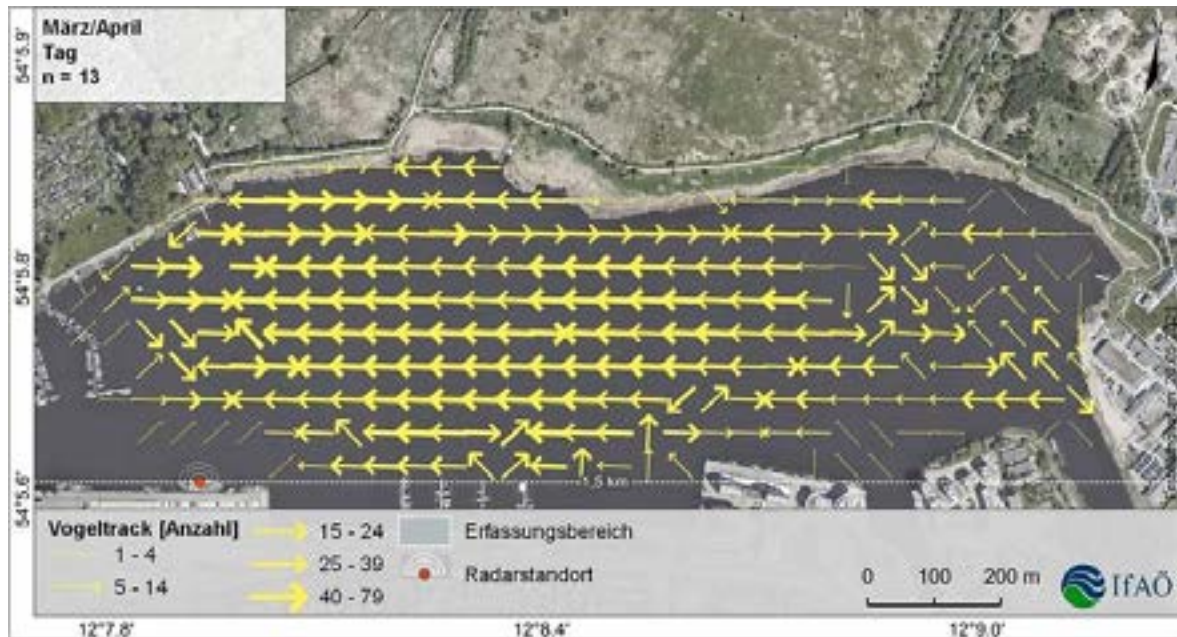 März/April
Tag
n = 13
54°5.9'
54°5.8'
54°5.6'
1,5 km
Vogeltrack [Anzahl]
1 - 4
5 - 14
15 - 24
25 - 39
40 - 79
Erfassungsbereich
Radarstandort
0 100 200 m
IfAÖ
12°7.8' 12°8.4' 12°9.0'